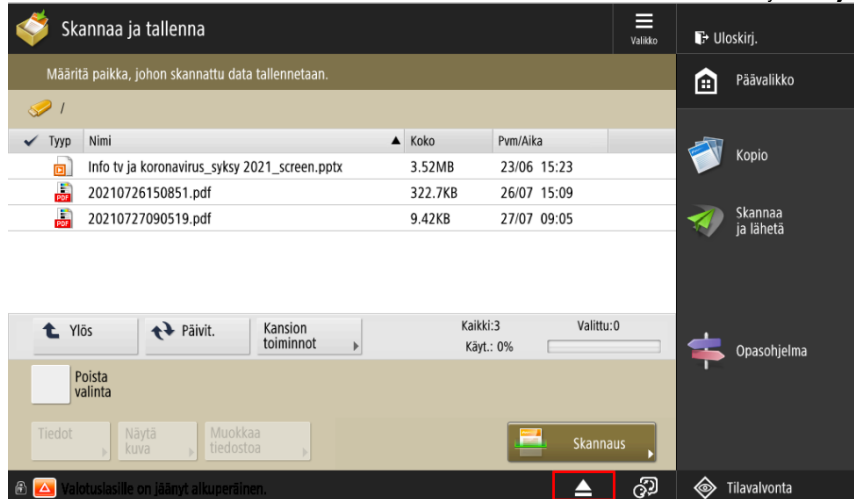 Skannaa ja tallenna
Valikko
Uloskirj.
Määritä paikka, johon skannattu data tallennetaan.
Päävalikko
/
Tyyp Nimi Koko Pvm/Aika
Info tv ja koronavirus_syksy 2021_screen.pptx 3.52MB 23/06 15:23
Kopio
PDF 20210726150851.pdf 322.7KB 26/07 15:09
PDF 20210727090519.pdf 9.42KB 27/07 09:05
Skannaa
ja lähetä
Ylös
Päivit.
Kansion
toiminnot
Kaikki:3 Valittu:0
Käyt.: 0%
Opasohjelma
Poista
valinta
Tiedot
Näytä
kuva
Muokkaa
tiedostoa
Skannaus
Valotuslasille on jäänyt alkuperäinen.
Tilavalvonta